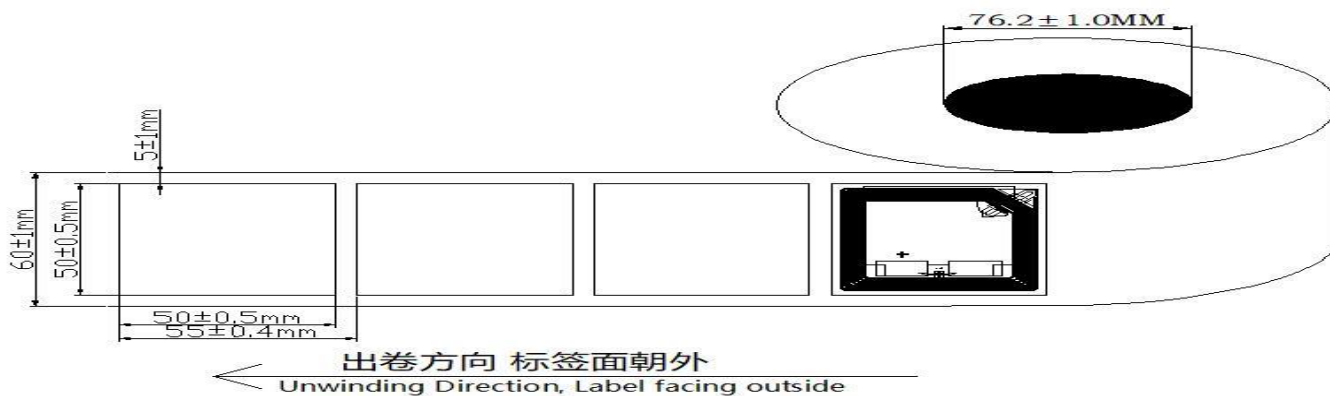 76.2±1.0MM
5±1mm
60±1mm
50±0.5mm
50±0.5mm
55±0.4mm
出卷方向 标签面朝外
Unwinding Direction, Label facing outside